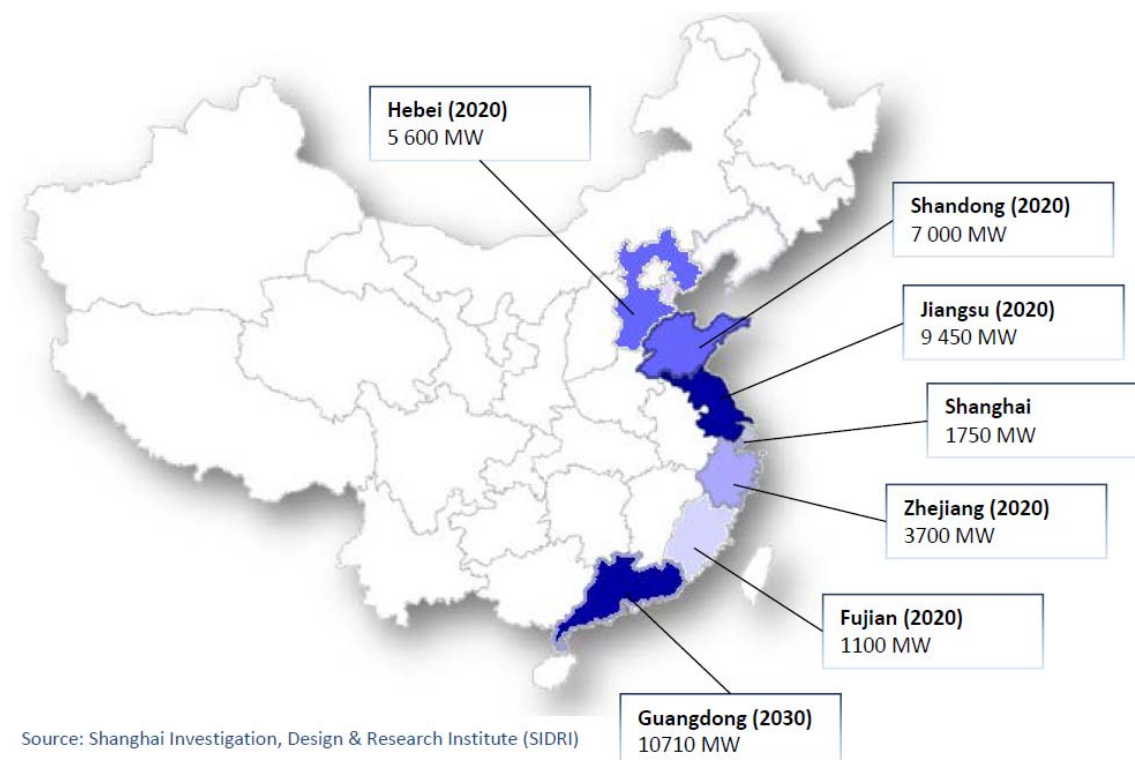 Hebei (2020)
5 600 MW
Shandong (2020)
7 000 MW
Jiangsu (2020)
9 450 MW
Shanghai
1750 MW
Zhejiang (2020)
3700 MW
Fujian (2020)
1100 MW
Guangdong (2030)
10710 MW
Source: Shanghai Investigation, Design & Research Institute (SIDRI)